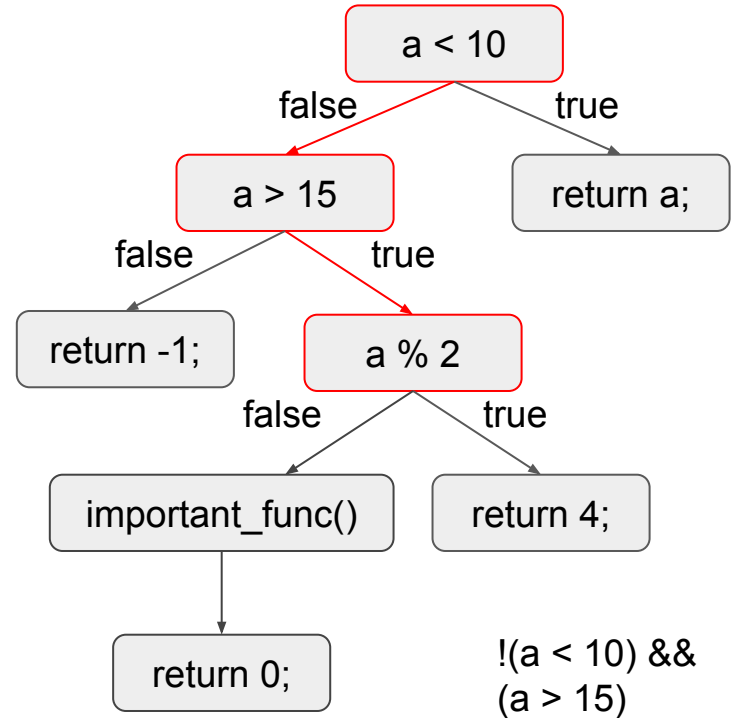 a < 10
false
true
a > 15
return a;
false
true
return -1;
a % 2
false
true
important_func()
return 4;
return 0;
!(a < 10) &&
(a > 15)